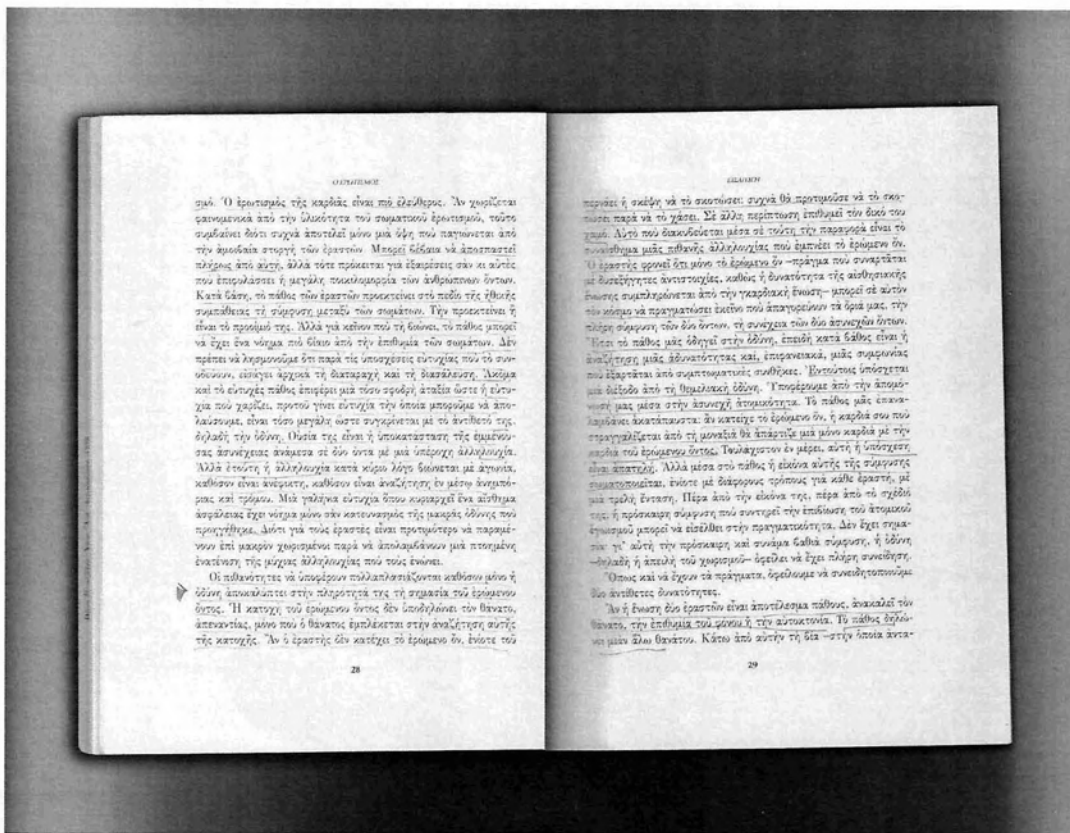 Ο ΕΡΩΤΙΣΜΟΣ
σμό. Ὁ ἐρωτισμὸς τῆς καρδιᾶς εἶναι πιὸ ἐλεύθερος. Ἂν χωρίζεται
φαινομενικὰ ἀπὸ τὴν ὑλικότητα τοῦ σωματικοῦ ἐρωτισμοῦ, τοῦτο
συμβαίνει διότι συχνὰ ἀποτελεῖ μόνο μιὰ ὄψη ποὺ παγιώνεται ἀπὸ
τὴν ἀμοιβαία στοργὴ τῶν ἐραστῶν. Μπορεῖ βέβαια νὰ ἀποσπαστεῖ
πλήρως ἀπὸ αὐτή, ἀλλὰ τότε πρόκειται γιὰ ἐξαιρέσεις σὰν κι αὐτὲς
ποὺ ἐπιφυλάσσει ἡ μεγάλη ποικιλομορφία τῶν ἀνθρώπινων ὄντων.
Κατὰ βάση, τὸ πάθος τῶν ἐραστῶν προεκτείνει στὸ πεδίο τῆς ἠθικῆς
συμπάθειας τὴ σύμφυση μεταξὺ τῶν σωμάτων. Τὴν προεκτείνει ἢ
εἶναι τὸ προοίμιό της. Ἀλλὰ γιὰ κεῖνον ποὺ τὴ βιώνει, τὸ πάθος μπορεῖ
νὰ ἔχει ἕνα νόημα πιὸ βίαιο ἀπὸ τὴν ἐπιθυμία τῶν σωμάτων. Δὲν
πρέπει νὰ λησμονοῦμε ὅτι παρὰ τὶς ὑποσχέσεις εὐτυχίας ποὺ τὸ συνο-
δεύουν, εἰσάγει ἀρχικὰ τὴ διαταραχὴ καὶ τὴ διασάλευση. Ἀκόμα
καὶ τὸ εὐτυχὲς πάθος ἐπιφέρει μιὰ τόσο σφοδρὴ ἀταξία ὥστε ἡ εὐτυ-
χία ποὺ χαρίζει, προτοῦ γίνει εὐτυχία τὴν ὁποία μποροῦμε νὰ ἀπο-
λαύσουμε, εἶναι τόσο μεγάλη ὥστε συγκρίνεται μὲ τὸ ἀντίθετό της,
δηλαδὴ τὴν ὀδύνη. Οὐσία της εἶναι ἡ ὑποκατάσταση τῆς ἐμμένου-
σας ἀσυνέχειας ἀνάμεσα σὲ δύο ὄντα μὲ μιὰ ὑπέροχη ἀλληλουχία.
Ἀλλὰ ἐτούτη ἡ ἀλληλουχία κατὰ κύριο λόγο βιώνεται μὲ ἀγωνία,
καθόσον εἶναι ἀνέφικτη, καθόσον εἶναι ἀναζήτηση ἐν μέσῳ ἀνημπό-
ριας καὶ τρόμου. Μιὰ γαλήνια εὐτυχία ὅπου κυριαρχεῖ ἕνα αἴσθημα
ἀσφάλειας ἔχει νόημα μόνο σὰν κατευνασμὸς τῆς μακρᾶς ὀδύνης ποὺ
προηγήθηκε. Διότι γιὰ τοὺς ἐραστὲς εἶναι προτιμότερο νὰ παραμέ-
νουν ἐπὶ μακρὸν χωρισμένοι παρὰ νὰ ἀπολαμβάνουν μιὰ πτοημένη
ἐνατένιση τῆς μύχιας ἀλληλουχίας ποὺ τοὺς ἑνώνει.
Οἱ πιθανότητες νὰ ὑποφέρουν πολλαπλασιάζονται καθόσον μόνο ἡ
ὀδύνη ἀποκαλύπτει στὴν πληρότητά της τὴ σημασία τοῦ ἐρώμενου
ὄντος. Ἡ κατοχὴ τοῦ ἐρώμενου ὄντος δὲν ὑποδηλώνει τὸν θάνατο,
ἀπεναντίας, μόνο ποὺ ὁ θάνατος ἐμπλέκεται στὴν ἀναζήτηση αὐτῆς
τῆς κατοχῆς. Ἂν ὁ ἐραστὴς δὲν κατέχει τὸ ἐρώμενο ὄν, ἐνίοτε τοῦ
28
ΕΙΣΑΓΩΓΗ
περνάει ἡ σκέψη νὰ τὸ σκοτώσει: συχνὰ θὰ προτιμοῦσε νὰ τὸ σκο-
τώσει παρὰ νὰ τὸ χάσει. Σὲ ἄλλη περίπτωση ἐπιθυμεῖ τὸν δικό του
χαμό. Αὐτὸ ποὺ διακυβεύεται μέσα σὲ τούτη τὴν παραφορὰ εἶναι τὸ
συναίσθημα μιᾶς πιθανῆς ἀλληλουχίας ποὺ ἐμπνέει τὸ ἐρώμενο ὄν.
Ὁ ἐραστὴς φρονεῖ ὅτι μόνο τὸ ἐρώμενο ὂν –πράγμα ποὺ συναρτᾶται
μὲ δυσεξήγητες ἀντιστοιχίες, καθὼς ἡ δυνατότητα τῆς αἰσθησιακῆς
ἕνωσης συμπληρώνεται ἀπὸ τὴν γκαρδιακὴ ἕνωση– μπορεῖ σὲ αὐτὸν
τὸν κόσμο νὰ πραγματώσει ἐκεῖνο ποὺ ἀπαγορεύουν τὰ ὅριά μας, τὴν
πλήρη σύμφυση τῶν δύο ὄντων, τὴ συνέχεια τῶν δύο ἀσυνεχῶν ὄντων.
Ἔτσι τὸ πάθος μᾶς ὁδηγεῖ στὴν ὀδύνη, ἐπειδὴ κατὰ βάθος εἶναι ἡ
ἀναζήτηση μιᾶς ἀδυνατότητας καί, ἐπιφανειακά, μιᾶς συμφωνίας
ποὺ ἐξαρτᾶται ἀπὸ συμπτωματικὲς συνθῆκες. Ἐντούτοις ὑπόσχεται
μιὰ διέξοδο ἀπὸ τὴ θεμελιακὴ ὀδύνη. Ὑποφέρουμε ἀπὸ τὴν ἀπομό-
νωσή μας μέσα στὴν ἀσυνεχῆ ἀτομικότητα. Τὸ πάθος μᾶς ἐπανα-
λαμβάνει ἀκατάπαυστα: ἂν κατεῖχες τὸ ἐρώμενο ὄν, ἡ καρδιά σου ποὺ
στραγγαλίζεται ἀπὸ τὴ μοναξιὰ θὰ ἀπάρτιζε μιὰ μόνο καρδιὰ μὲ τὴν
καρδιὰ τοῦ ἐρώμενου ὄντος. Τουλάχιστον ἐν μέρει, αὐτὴ ἡ ὑπόσχεση
εἶναι ἀπατηλή. Ἀλλὰ μέσα στὸ πάθος ἡ εἰκόνα αὐτῆς τῆς σύμφυσης
σωματοποιεῖται, ἐνίοτε μὲ διάφορους τρόπους γιὰ κάθε ἐραστή, μὲ
μιὰ τρελὴ ἔνταση. Πέρα ἀπὸ τὴν εἰκόνα της, πέρα ἀπὸ τὸ σχέδιό
της, ἡ πρόσκαιρη σύμφυση ποὺ συντηρεῖ τὴν ἐπιβίωση τοῦ ἀτομικοῦ
ἐγωισμοῦ μπορεῖ νὰ εἰσέλθει στὴν πραγματικότητα. Δὲν ἔχει σημα-
σία· γι' αὐτὴ τὴν πρόσκαιρη καὶ συνάμα βαθιὰ σύμφυση, ἡ ὀδύνη
–δηλαδὴ ἡ ἀπειλὴ τοῦ χωρισμοῦ– ὀφείλει νὰ ἔχει πλήρη συνείδηση.
Ὅπως καὶ νὰ ἔχουν τὰ πράγματα, ὀφείλουμε νὰ συνειδητοποιοῦμε
δύο ἀντίθετες δυνατότητες.
Ἂν ἡ ἕνωση δύο ἐραστῶν εἶναι ἀποτέλεσμα πάθους, ἀνακαλεῖ τὸν
θάνατο, τὴν ἐπιθυμία τοῦ φόνου ἢ τὴν αὐτοκτονία. Τὸ πάθος δηλώ-
νει μιὰν ἅλω θανάτου. Κάτω ἀπὸ αὐτὴν τὴ βία –στὴν ὁποία ἀντα-
29